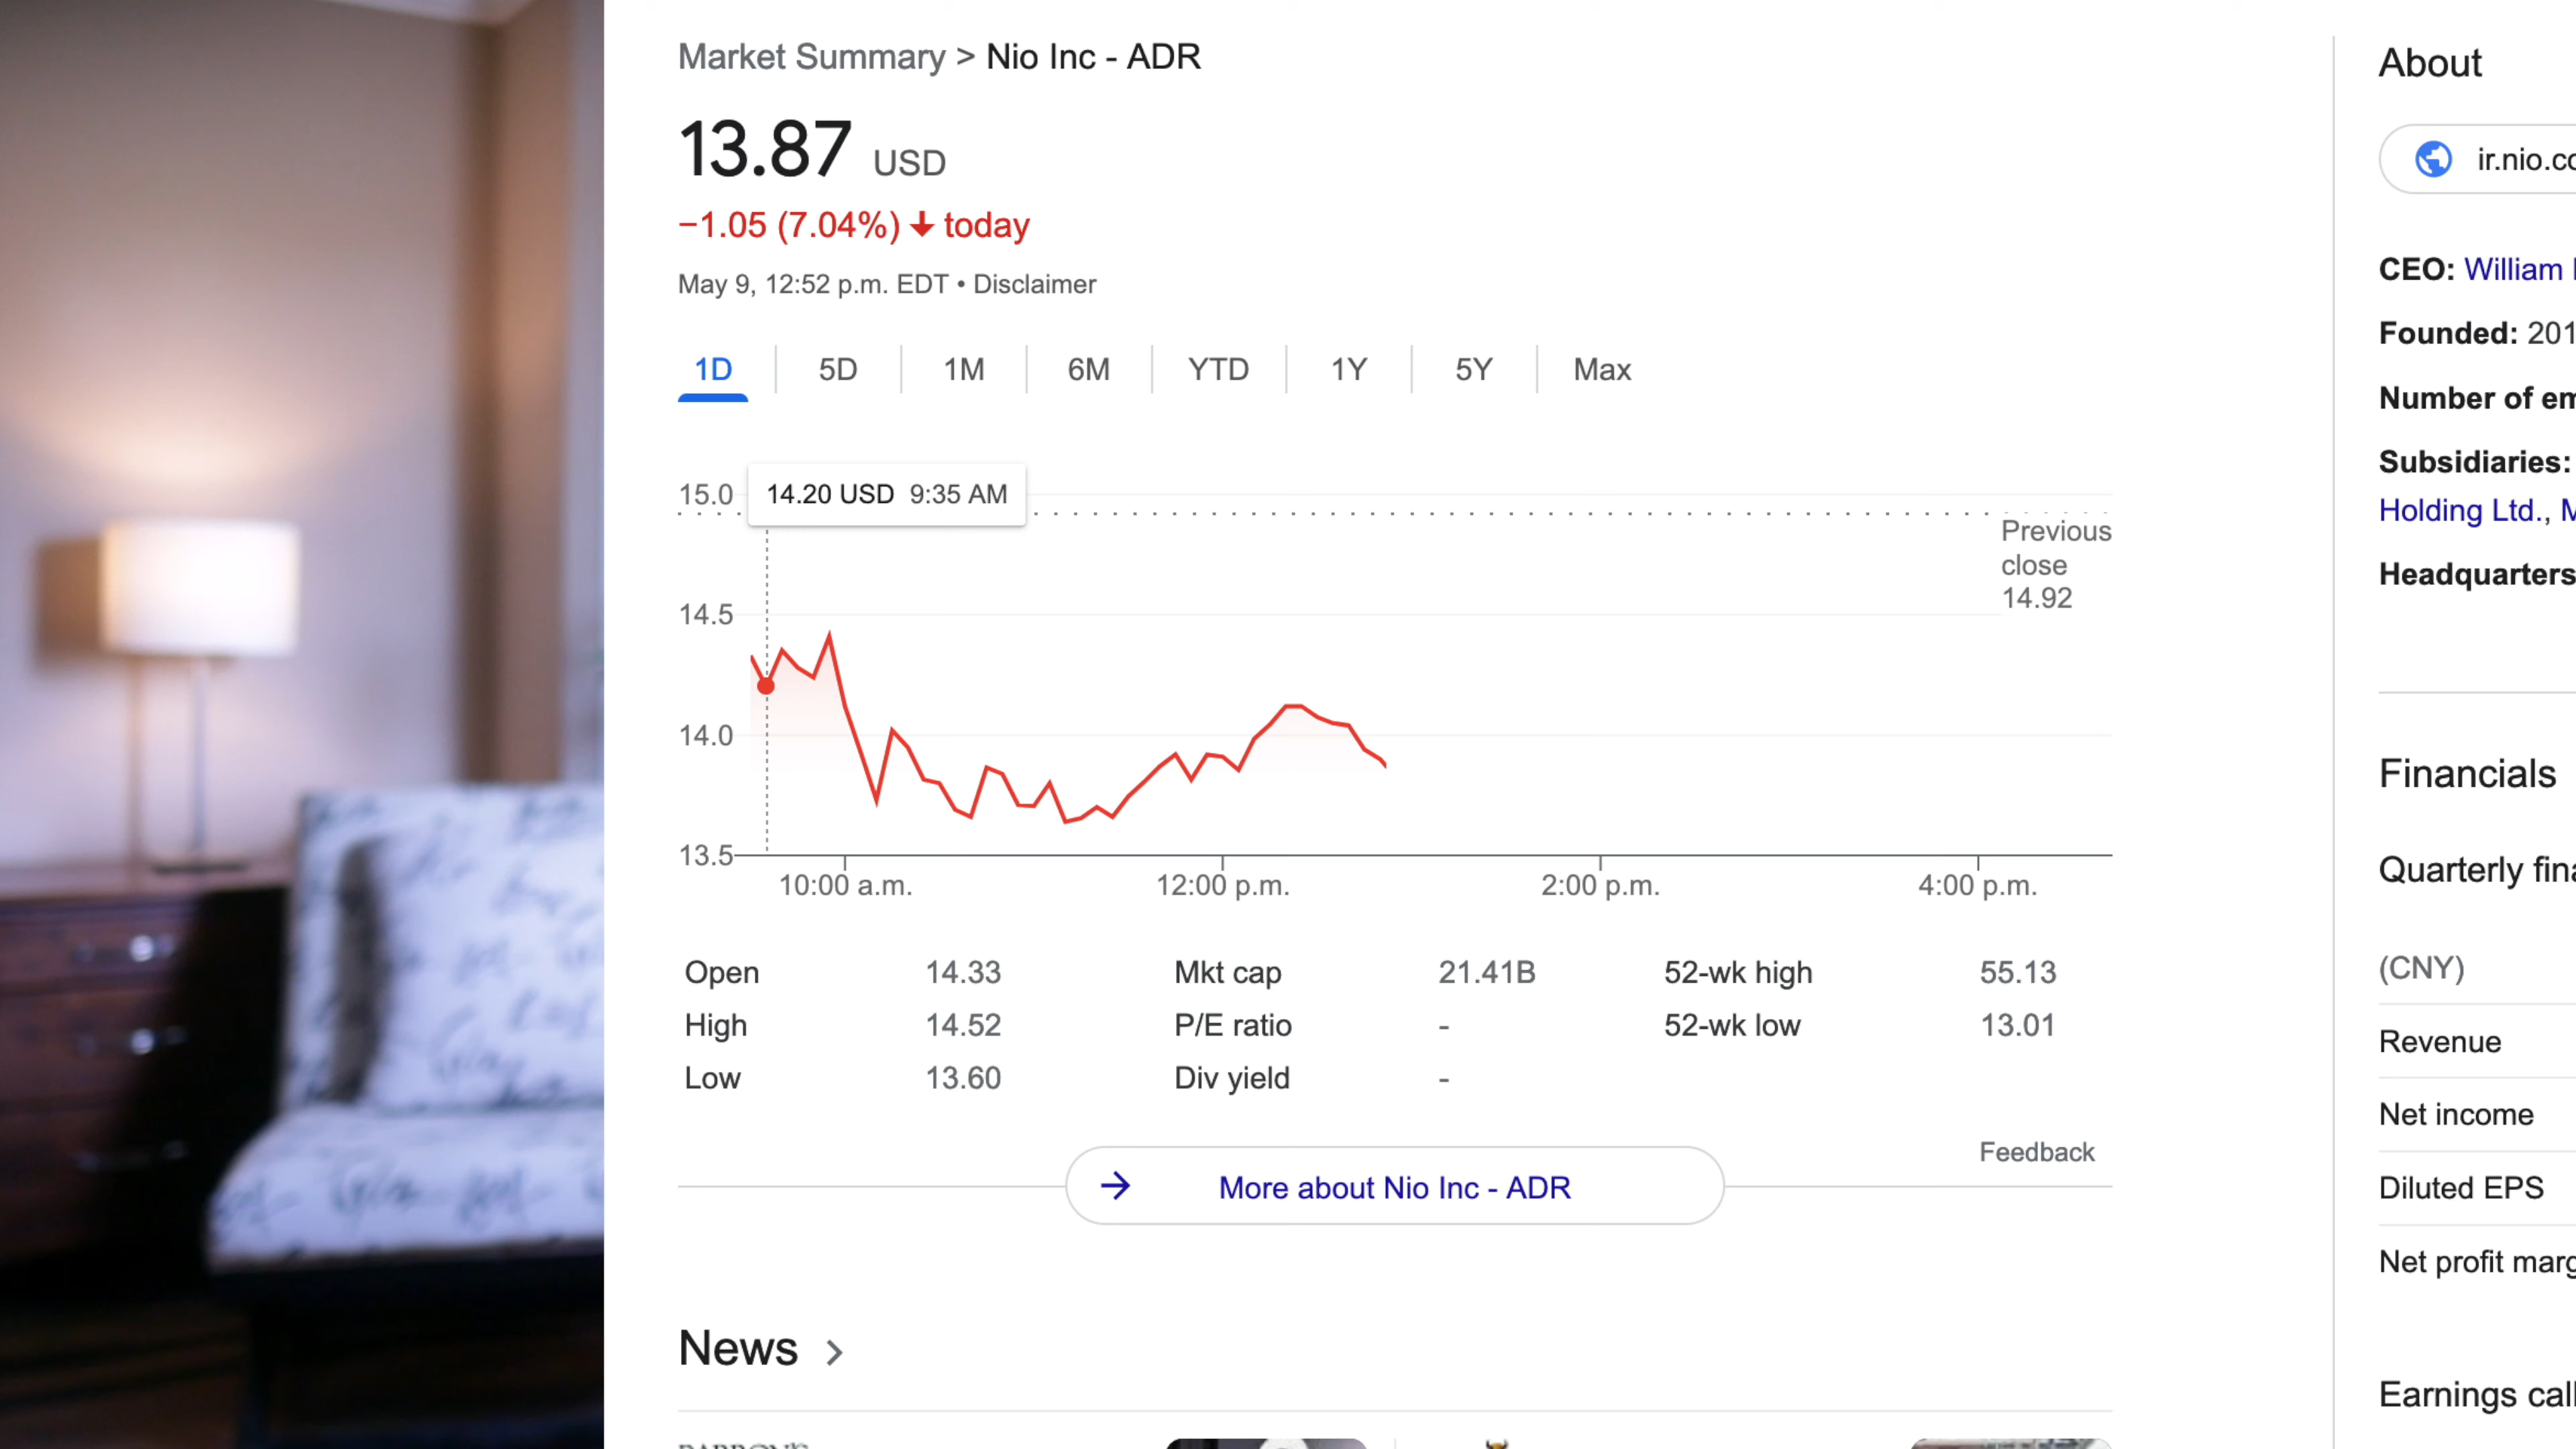 Market Summary > Nio Inc - ADR
13.87 USD
−1.05 (7.04%) ↓ today
May 9, 12:52 p.m. EDT • Disclaimer
1D 5D 1M 6M YTD 1Y 5Y Max
15.0
14.20 USD 9:35 AM
Previous
close
14.92
14.5
14.0
13.5
10:00 a.m. 12:00 p.m. 2:00 p.m. 4:00 p.m.
Open 14.33 Mkt cap 21.41B 52-wk high 55.13
High 14.52 P/E ratio - 52-wk low 13.01
Low 13.60 Div yield -
Feedback
More about Nio Inc - ADR
News >
About
ir.nio.co
CEO: William
Founded: 201
Number of em
Subsidiaries:
Holding Ltd., M
Headquarters
Financials
Quarterly fina
(CNY)
Revenue
Net income
Diluted EPS
Net profit marg
Earnings call